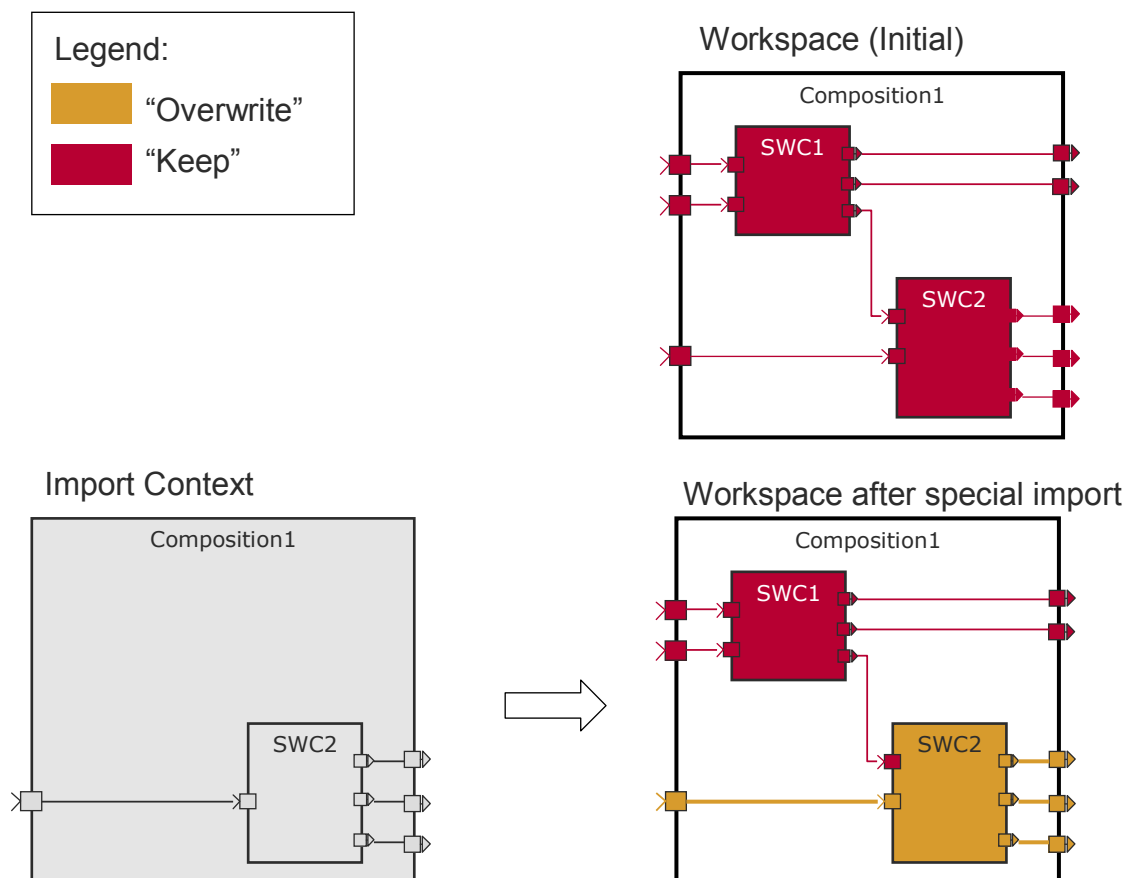 Legend:
“Overwrite”
“Keep”
Workspace (Initial)
Composition1
SWC1
SWC2
Import Context
Composition1
SWC2
Workspace after special import
Composition1
SWC1
SWC2